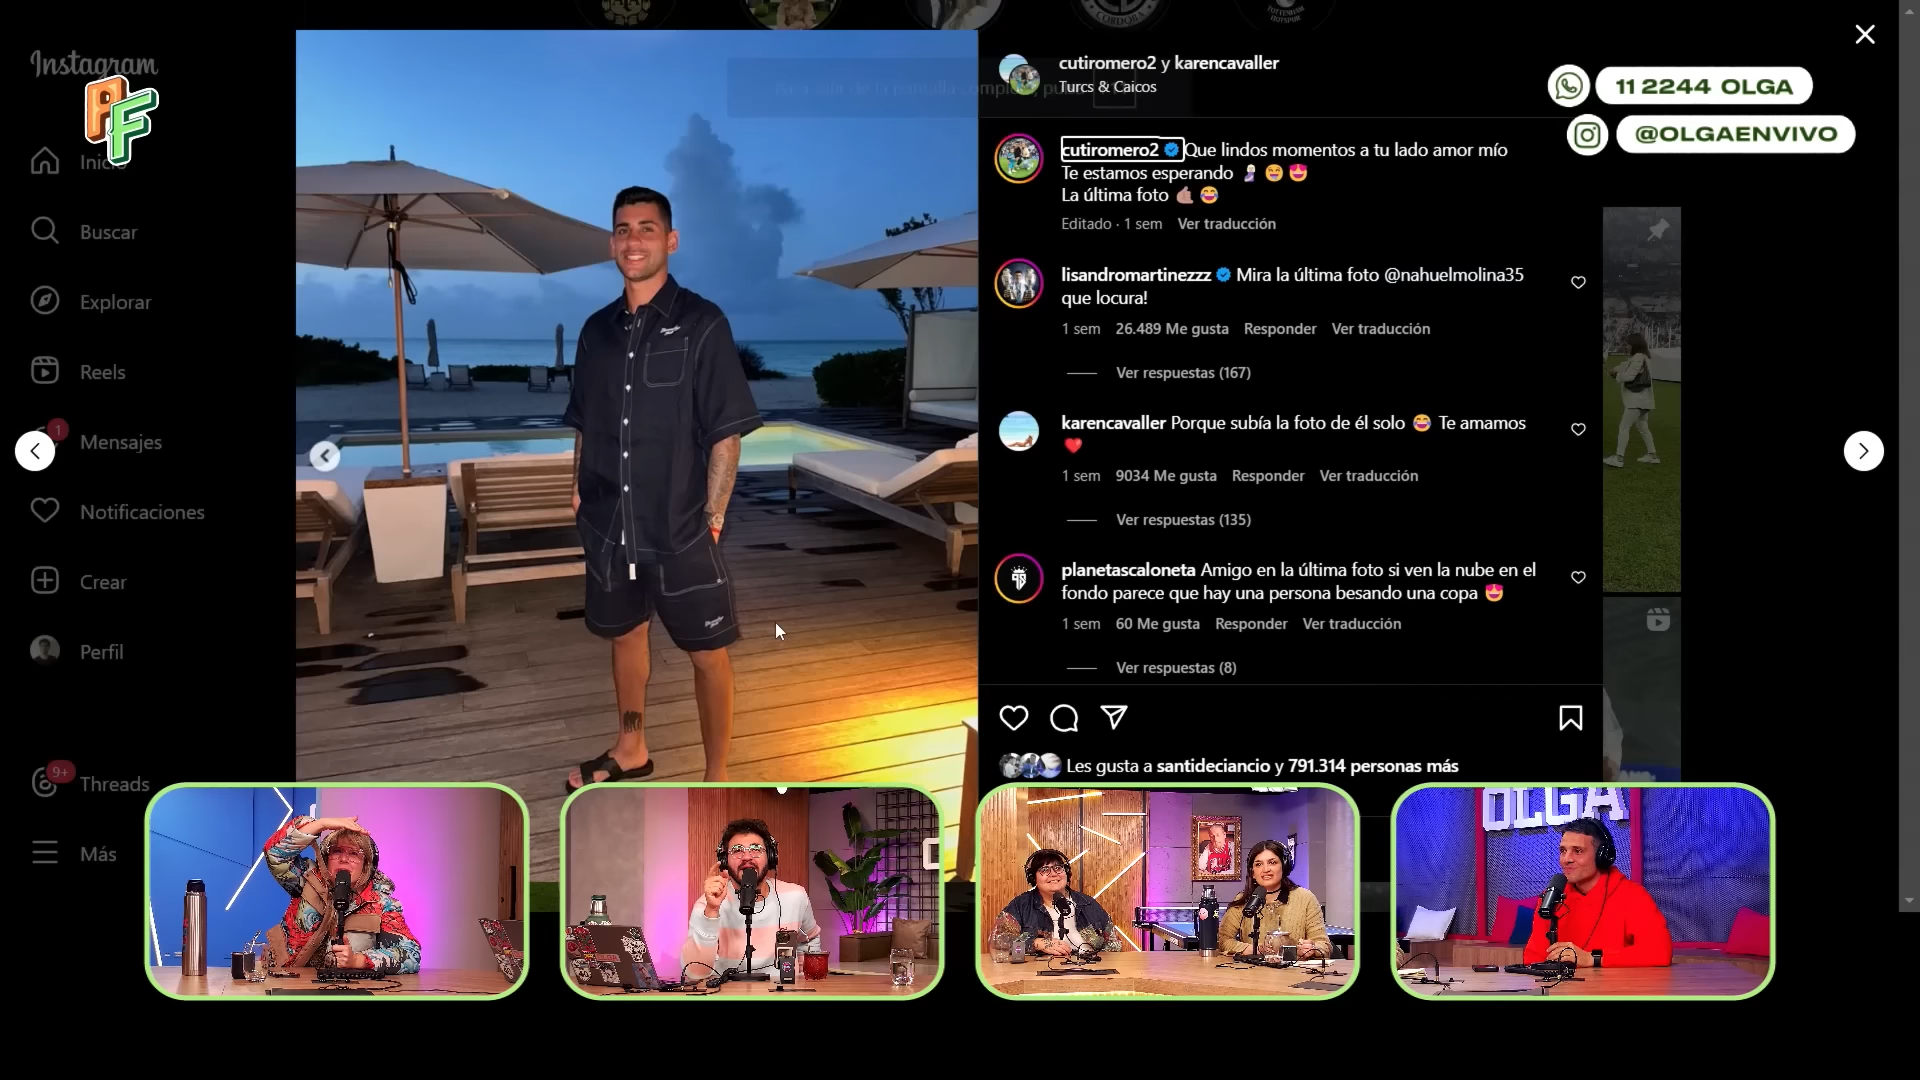 Instagram
PF
Inicio
Buscar
Explorar
Reels
1
Mensajes
Notificaciones
Crear
Perfil
9+
Threads
Más
CORDOBA
TOTTENHAM
HOTSPUR
cutiromero2 y karencavaller
Turcs & Caicos
cutiromero2 Que lindos momentos a tu lado amor mío
Te estamos esperando 🤰🏼 😁 😍
La última foto 🤙🏽 😂
Editado · 1 sem Ver traducción
lisandromartinezzz Mira la última foto @nahuelmolina35
que locura!
1 sem 26.489 Me gusta Responder Ver traducción
Ver respuestas (167)
karencavaller Porque subía la foto de él solo 😂 Te amamos
❤️
1 sem 9034 Me gusta Responder Ver traducción
Ver respuestas (135)
planetascaloneta Amigo en la última foto si ven la nube en el
fondo parece que hay una persona besando una copa 😍
1 sem 60 Me gusta Responder Ver traducción
Ver respuestas (8)
Les gusta a santideciancio y 791.314 personas más
11 2244 OLGA
@OLGAENVIVO
OLGA